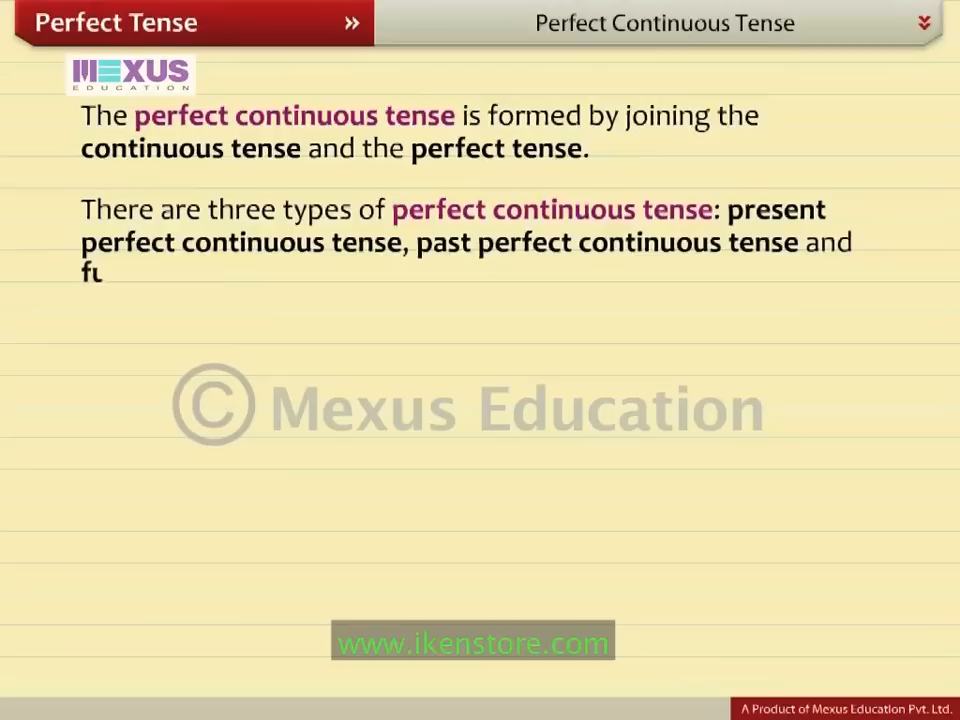 Perfect Tense »
Perfect Continuous Tense
MEXUS
EDUCATION
The perfect continuous tense is formed by joining the
continuous tense and the perfect tense.
There are three types of perfect continuous tense: present
perfect continuous tense, past perfect continuous tense and
fu
© Mexus Education
www.ikenstore.com
A Product of Mexus Education Pvt. Ltd.